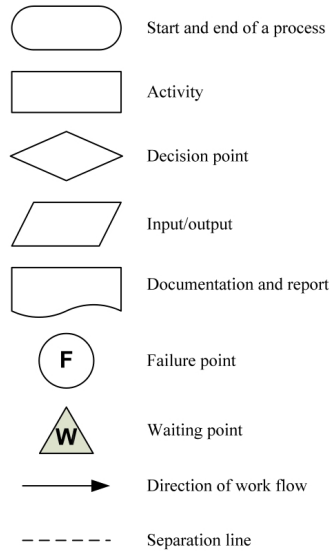 Start and end of a process
Activity
Decision point
Input/output
Documentation and report
F Failure point
W Waiting point
Direction of work flow
Separation line